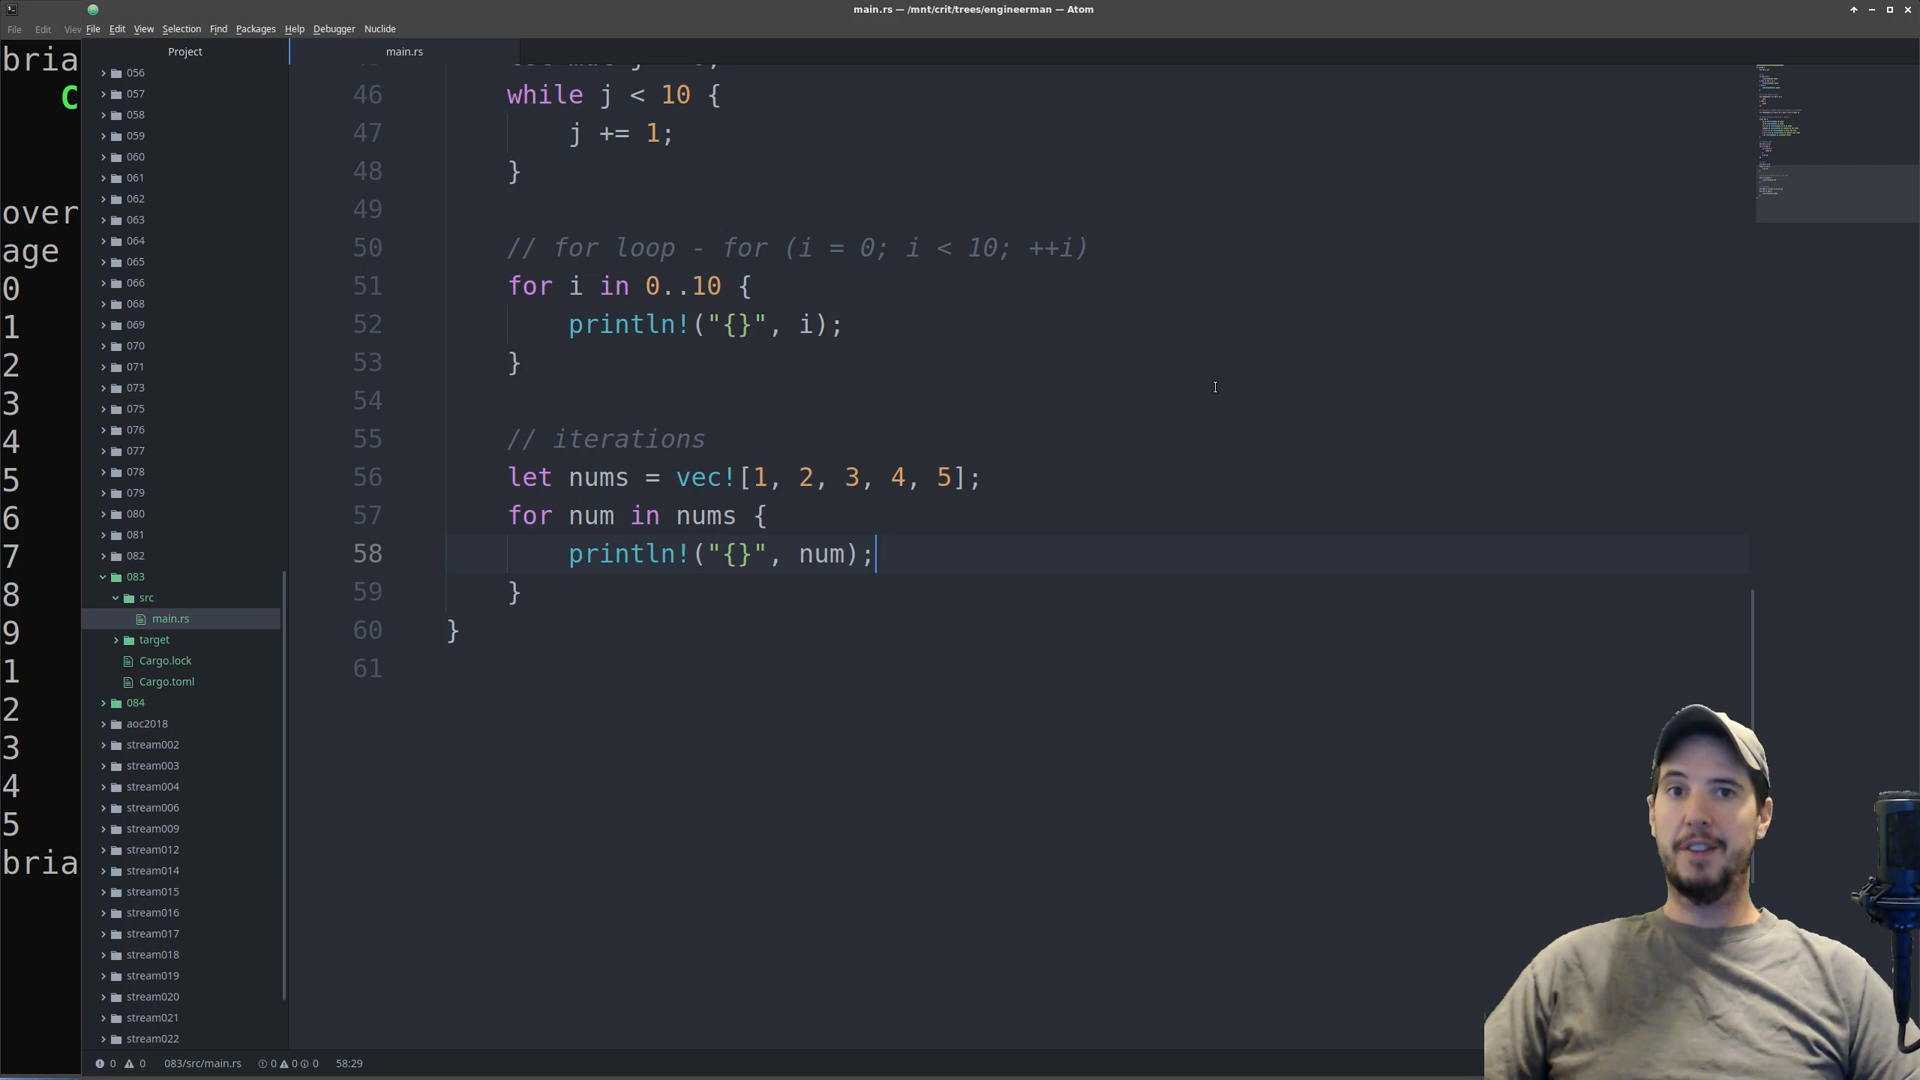 main.rs — /mnt/crit/trees/engineerman — Atom
File Edit View
File Edit View Selection Find Packages Help Debugger Nuclide
bria
C
over
age
0
1
2
3
4
5
6
7
8
9
1
2
3
4
5
bria
Project
056
057
058
059
060
061
062
063
064
065
066
068
069
070
071
073
075
076
077
078
079
080
081
082
083
src
main.rs
target
Cargo.lock
Cargo.toml
084
aoc2018
stream002
stream003
stream004
stream006
stream009
stream012
stream014
stream015
stream016
stream017
stream018
stream019
stream020
stream021
stream022
main.rs
46 while j < 10 {
47 j += 1;
48 }
49
50 // for loop - for (i = 0; i < 10; ++i)
51 for i in 0..10 {
52 println!("{}", i);
53 }
54
55 // iterations
56 let nums = vec![1, 2, 3, 4, 5];
57 for num in nums {
58 println!("{}", num);
59 }
60 }
61
0 0 083/src/main.rs 0 0 0 58:29